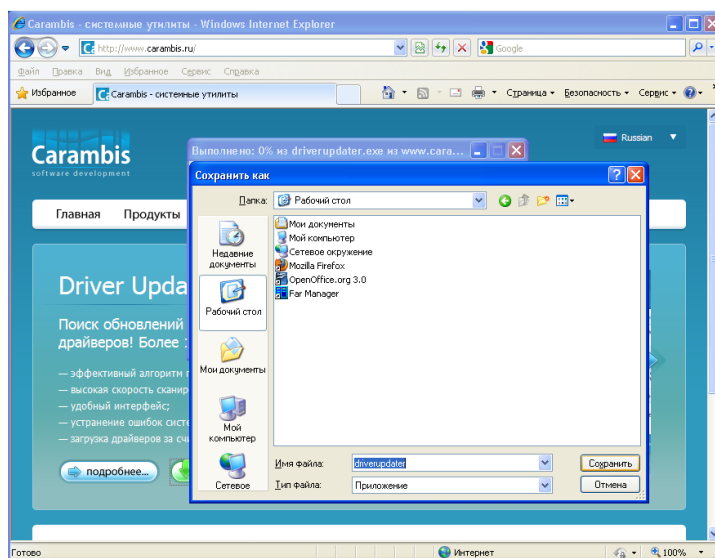 Carambis - системные утилиты - Windows Internet Explorer
http://www.carambis.ru/
Google
Файл Правка Вид Избранное Сервис Справка
Избранное
Carambis - системные утилиты
Страница Безопасность Сервис
Carambis
software development
Russian
Выполнено: 0% из driverupdater.exe из www.cara...
Главная Продукты
Сохранить как
Папка: Рабочий стол
Недавние документы
Рабочий стол
Мои документы
Мой компьютер
Сетевое
Мои документы
Мой компьютер
Сетевое окружение
Mozilla Firefox
OpenOffice.org 3.0
Far Manager
Имя файла: driverupdater
Сохранить
Тип файла: Приложение
Отмена
Driver Upda
Поиск обновлений
драйверов! Более
— эффективный алгоритм
— высокая скорость сканир
— удобный интерфейс;
— устранение ошибок систе
— загрузка драйверов за сч
подробнее...
Готово
Интернет
100%